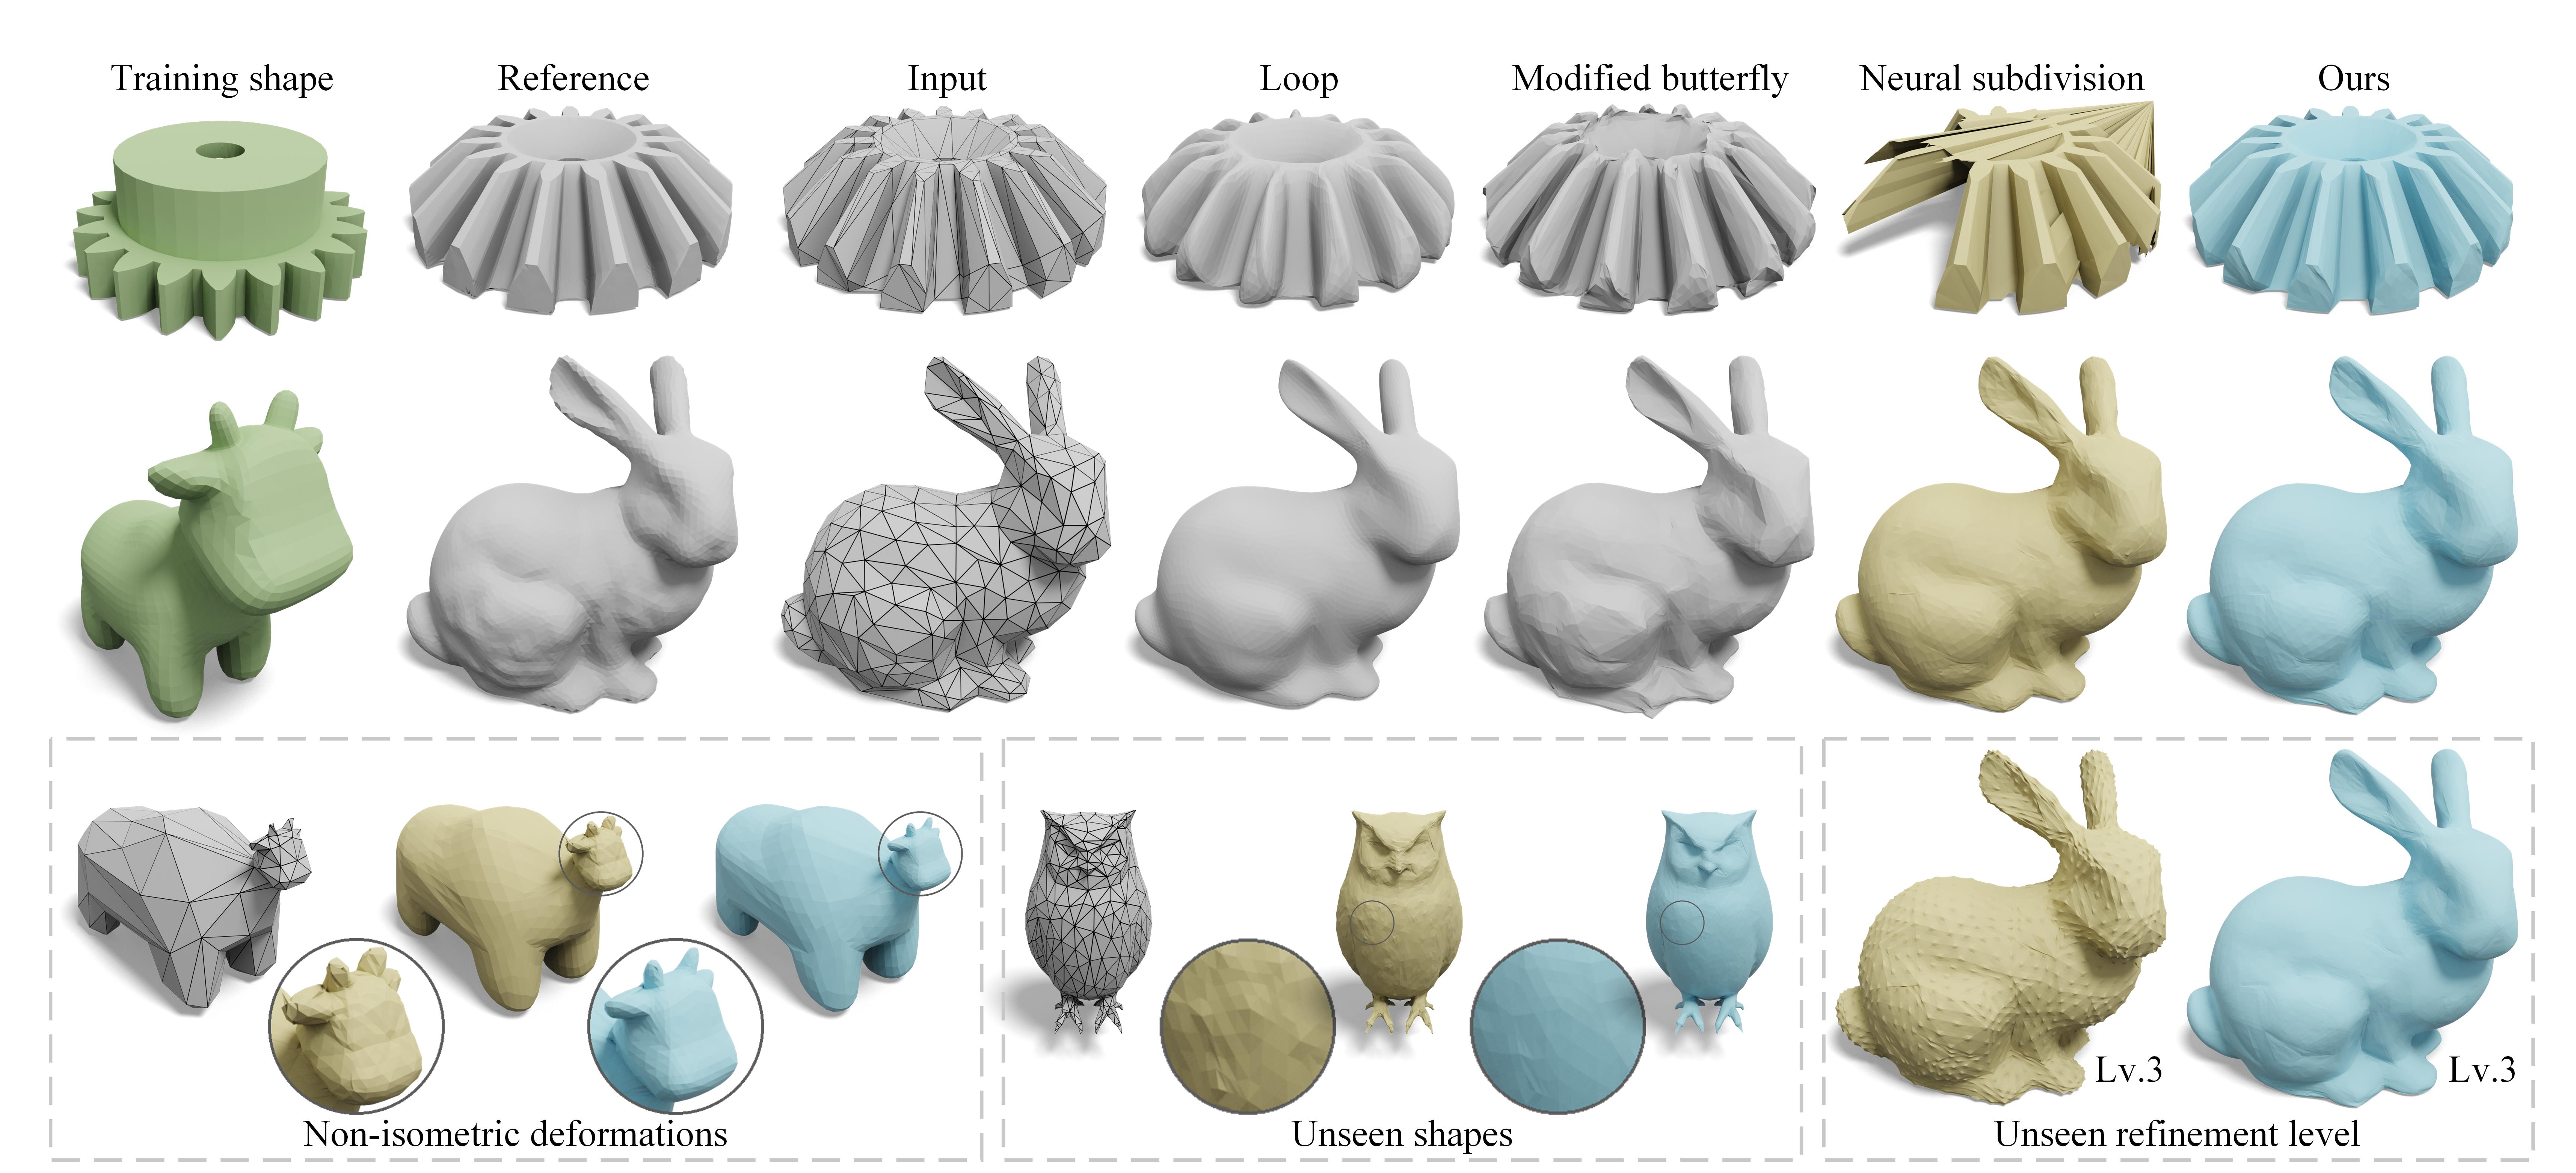 Training shape
Reference
Input
Loop
Modified butterfly
Neural subdivision
Ours
Lv.3
Lv.3
Non-isometric deformations
Unseen shapes
Unseen refinement level